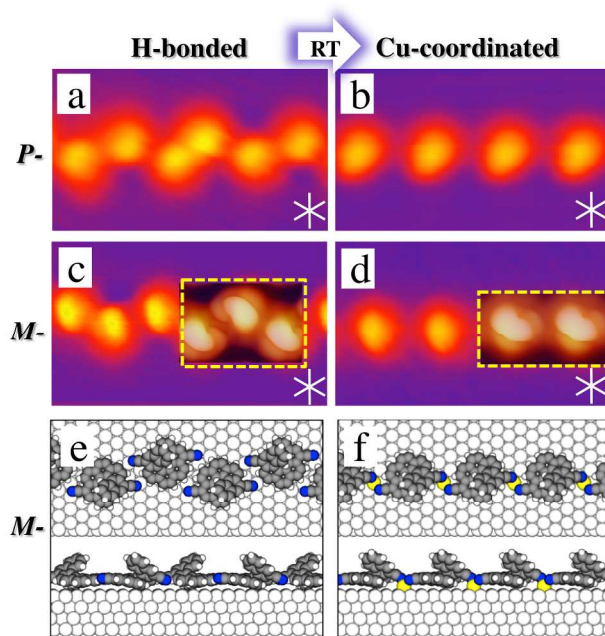 H-bonded RT Cu-coordinated
a b
P-
c d
M-
e f
M-